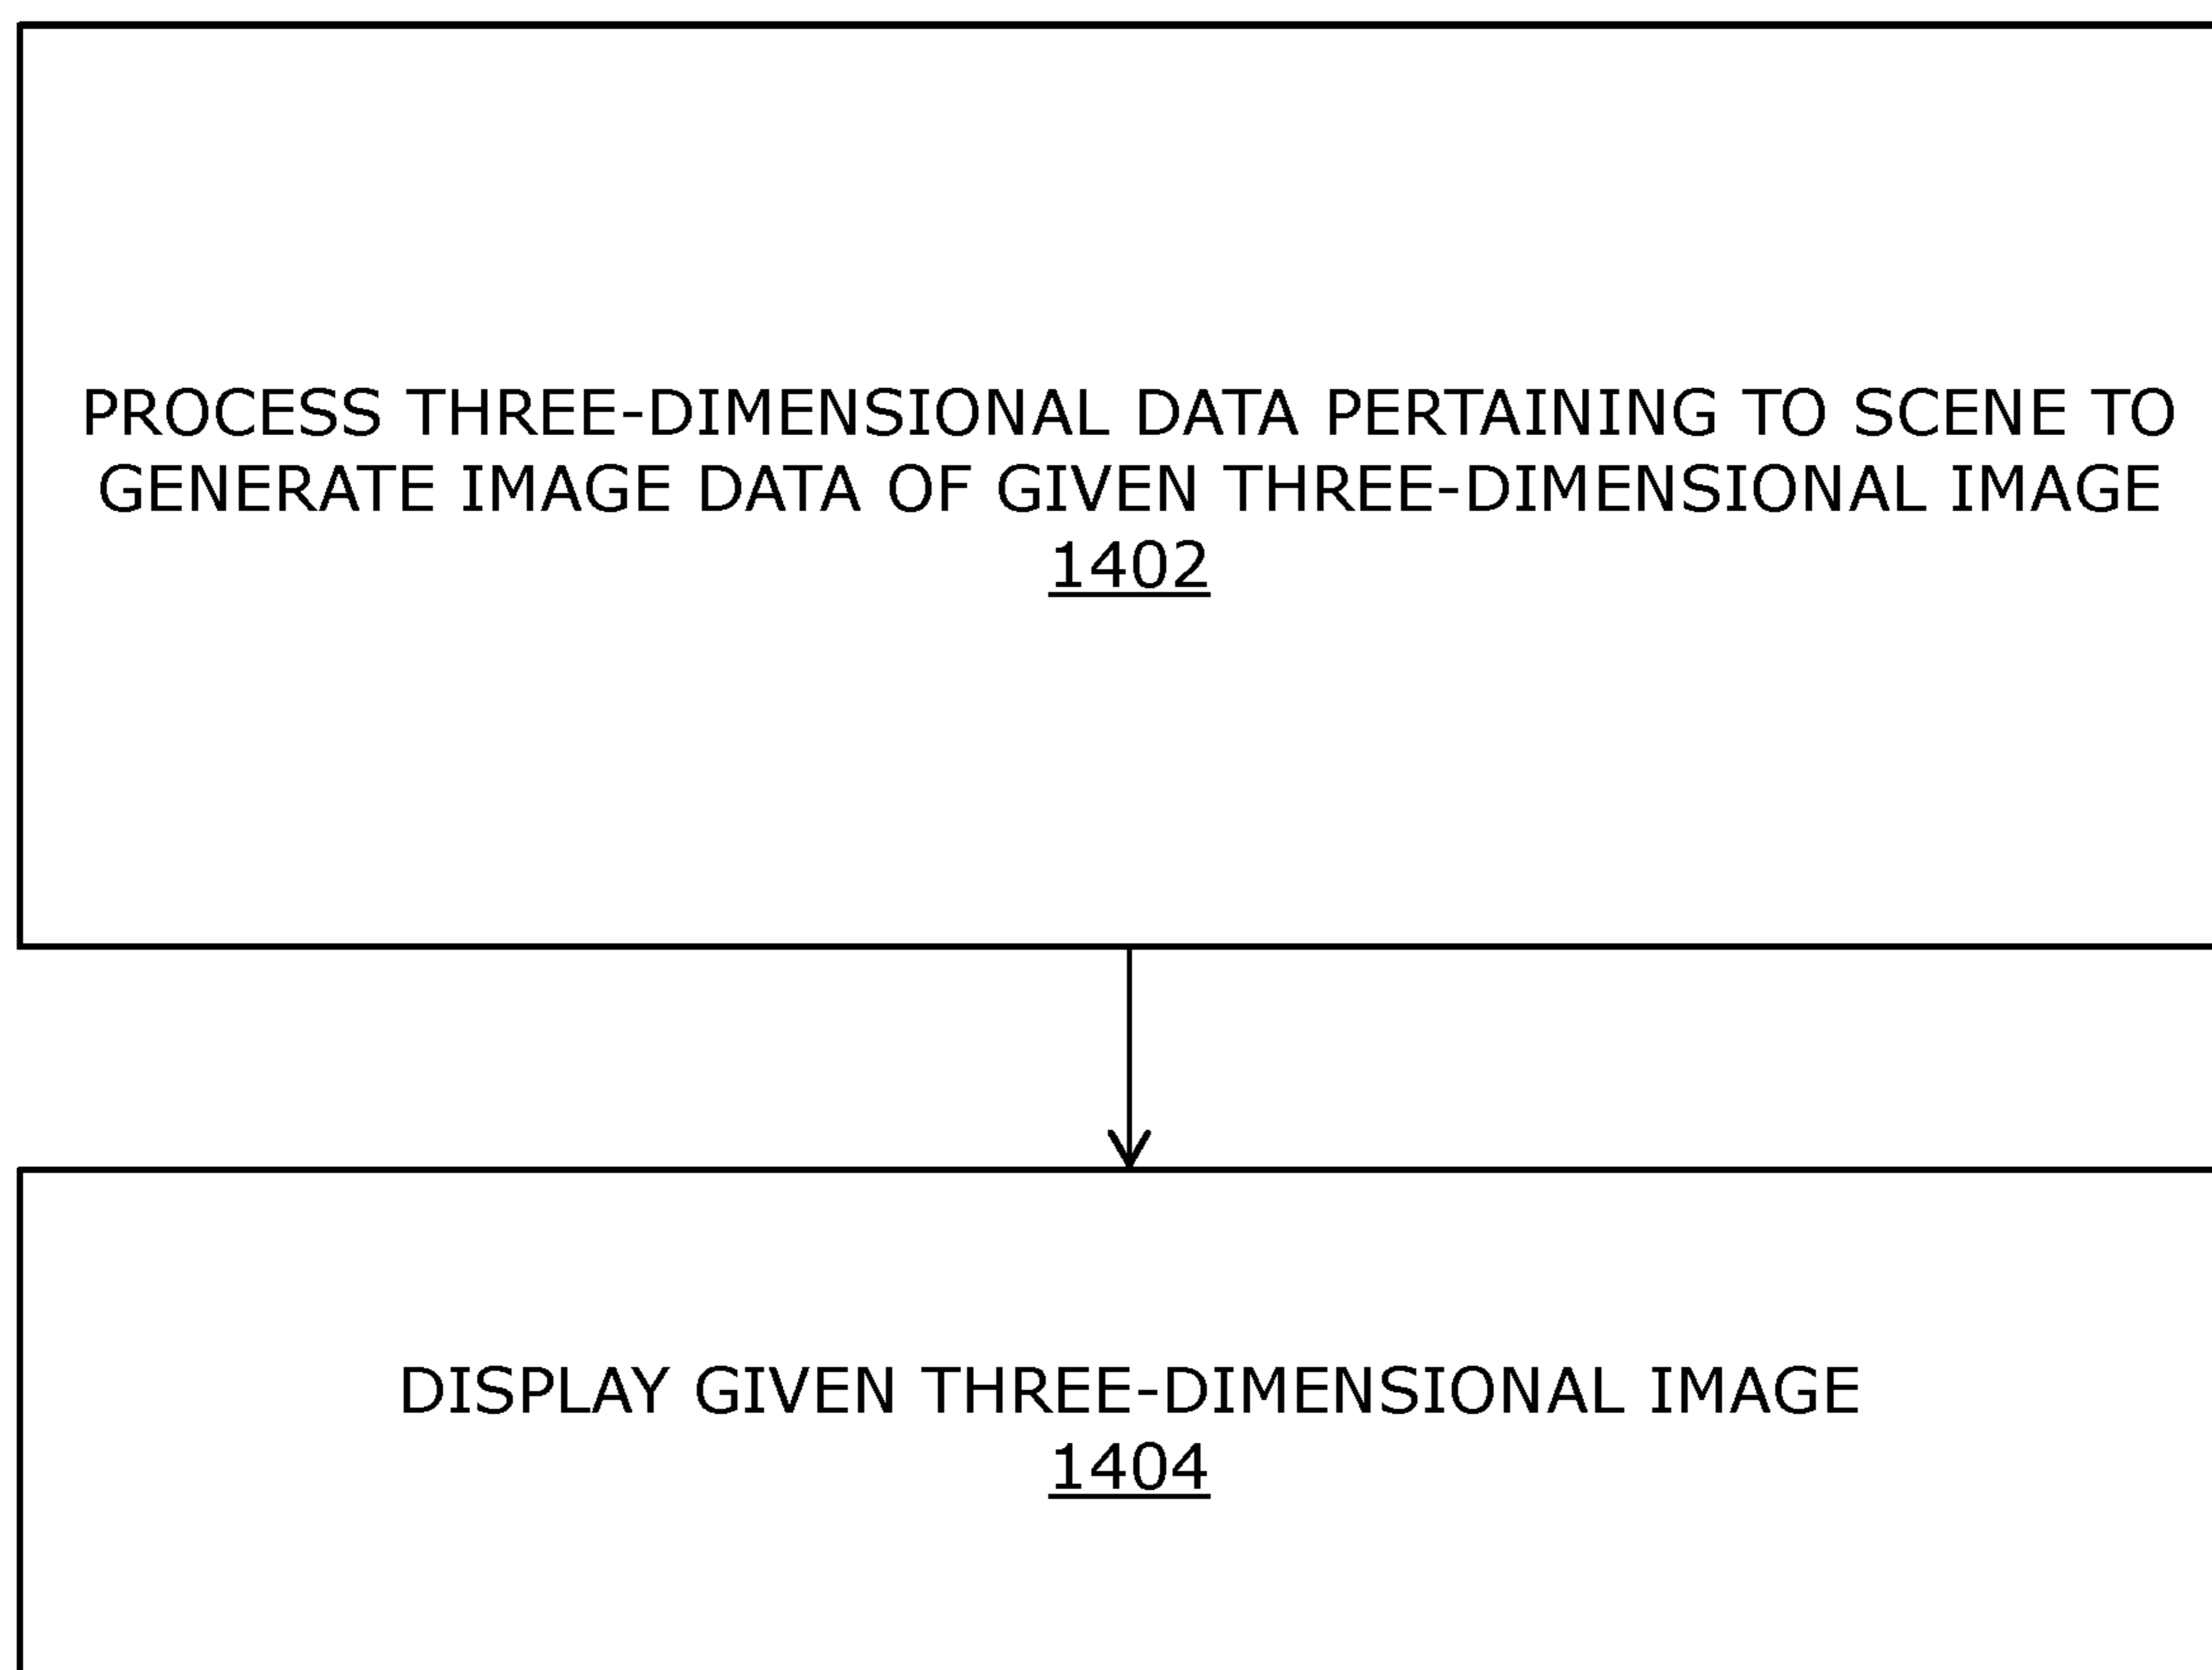 PROCESS THREE-DIMENSIONAL DATA PERTAINING TO SCENE TO
GENERATE IMAGE DATA OF GIVEN THREE-DIMENSIONAL IMAGE
1402
DISPLAY GIVEN THREE-DIMENSIONAL IMAGE
1404